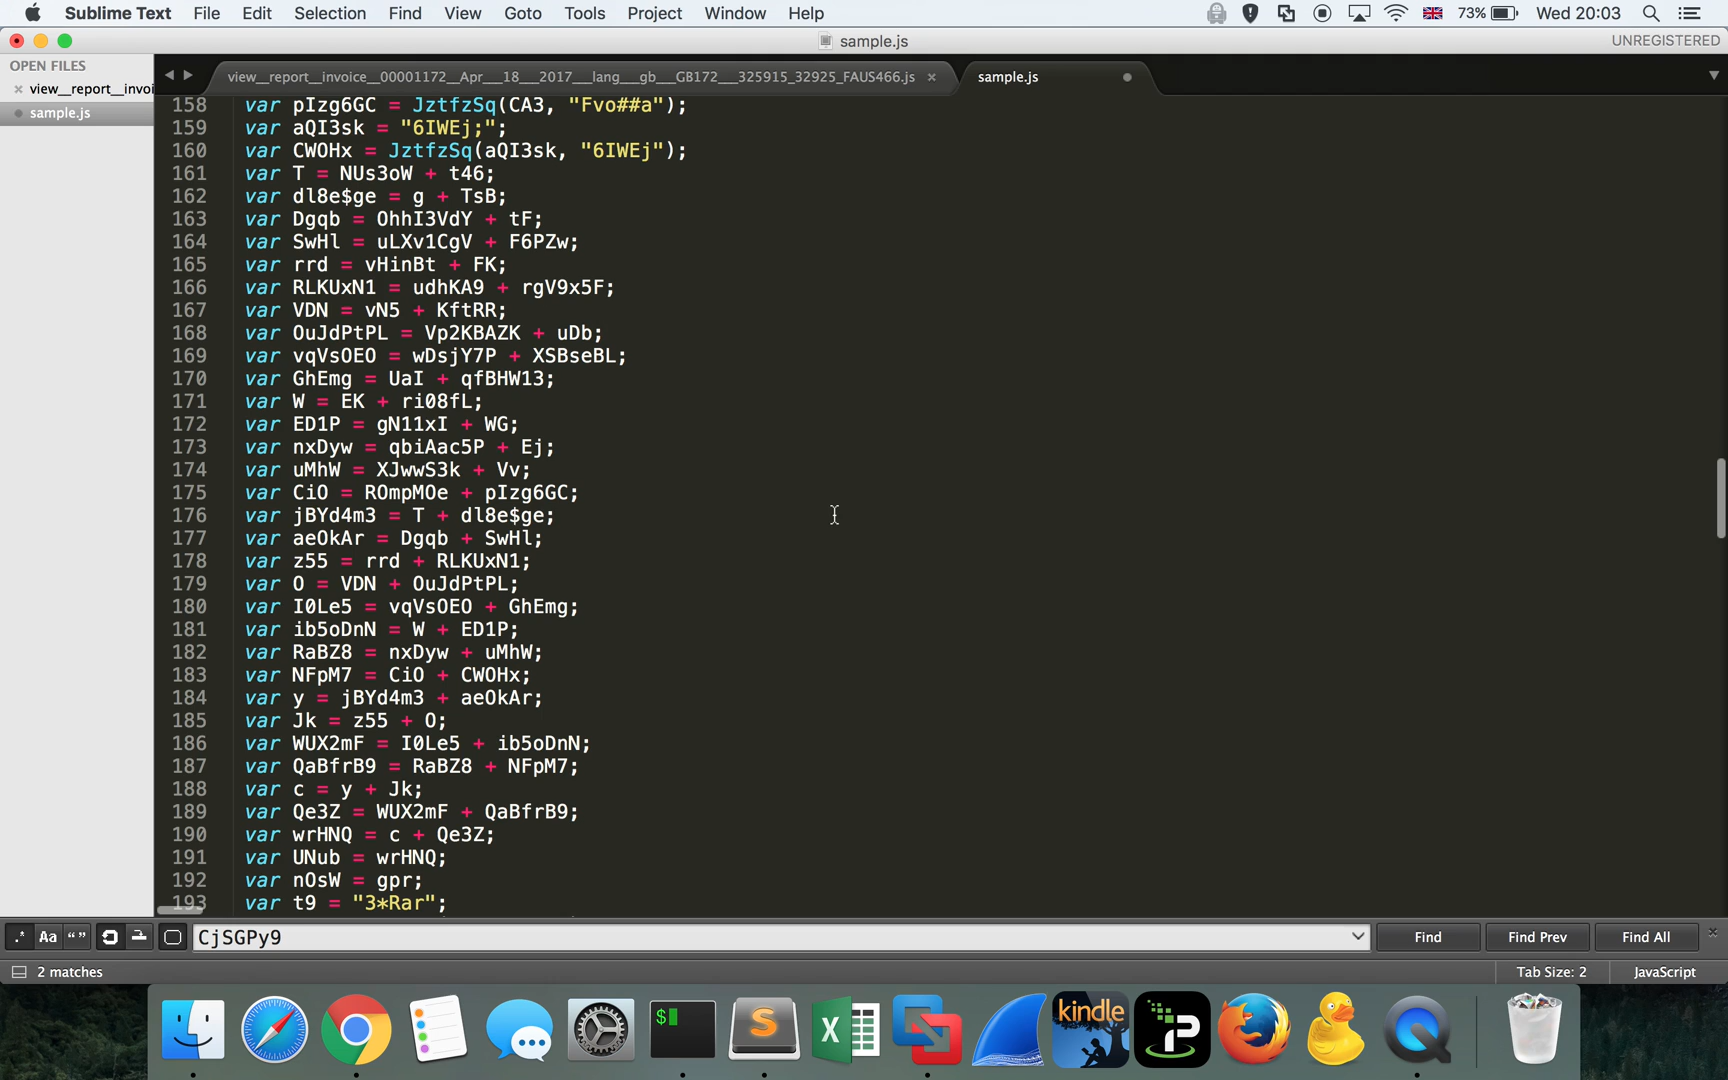 Sublime Text File Edit Selection Find View Goto Tools Project Window Help 73% Wed 20:03
sample.js UNREGISTERED
OPEN FILES
view__report__invoi
sample.js
view__report__invoice__00001172__Apr___18___2017___lang___gb___GB172___325915_32925_FAUS466.js sample.js
158 var pIzg6GC = JztfzSq(CA3, "Fvo##a");
159 var aQI3sk = "6IWEj;";
160 var CWOHx = JztfzSq(aQI3sk, "6IWEj");
161 var T = NUs3oW + t46;
162 var dl8e$ge = g + TsB;
163 var Dgqb = OhhI3VdY + tF;
164 var SwHl = uLXv1CgV + F6PZw;
165 var rrd = vHinBt + FK;
166 var RLKUxN1 = udhKA9 + rgV9x5F;
167 var VDN = vN5 + KftRR;
168 var OuJdPtPL = Vp2KBAZK + uDb;
169 var vqVsOEO = wDsjY7P + XSBseBL;
170 var GhEmg = UaI + qfBHW13;
171 var W = EK + ri08fL;
172 var ED1P = gN11xI + WG;
173 var nxDyw = qbiAac5P + Ej;
174 var uMhW = XJwwS3k + Vv;
175 var CiO = ROmpMOe + pIzg6GC;
176 var jBYd4m3 = T + dl8e$ge;
177 var aeOkAr = Dgqb + SwHl;
178 var z55 = rrd + RLKUxN1;
179 var O = VDN + OuJdPtPL;
180 var I0Le5 = vqVsOEO + GhEmg;
181 var ib5oDnN = W + ED1P;
182 var RaBZ8 = nxDyw + uMhW;
183 var NFpM7 = CiO + CWOHx;
184 var y = jBYd4m3 + aeOkAr;
185 var Jk = z55 + O;
186 var WUX2mF = I0Le5 + ib5oDnN;
187 var QaBfrB9 = RaBZ8 + NFpM7;
188 var c = y + Jk;
189 var Qe3Z = WUX2mF + QaBfrB9;
190 var wrHNQ = c + Qe3Z;
191 var UNub = wrHNQ;
192 var nOsW = gpr;
193 var t9 = "3*Rar";
.* Aa “ ” CjSGPy9 Find Find Prev Find All
2 matches Tab Size: 2 JavaScript
$ S X kindle P